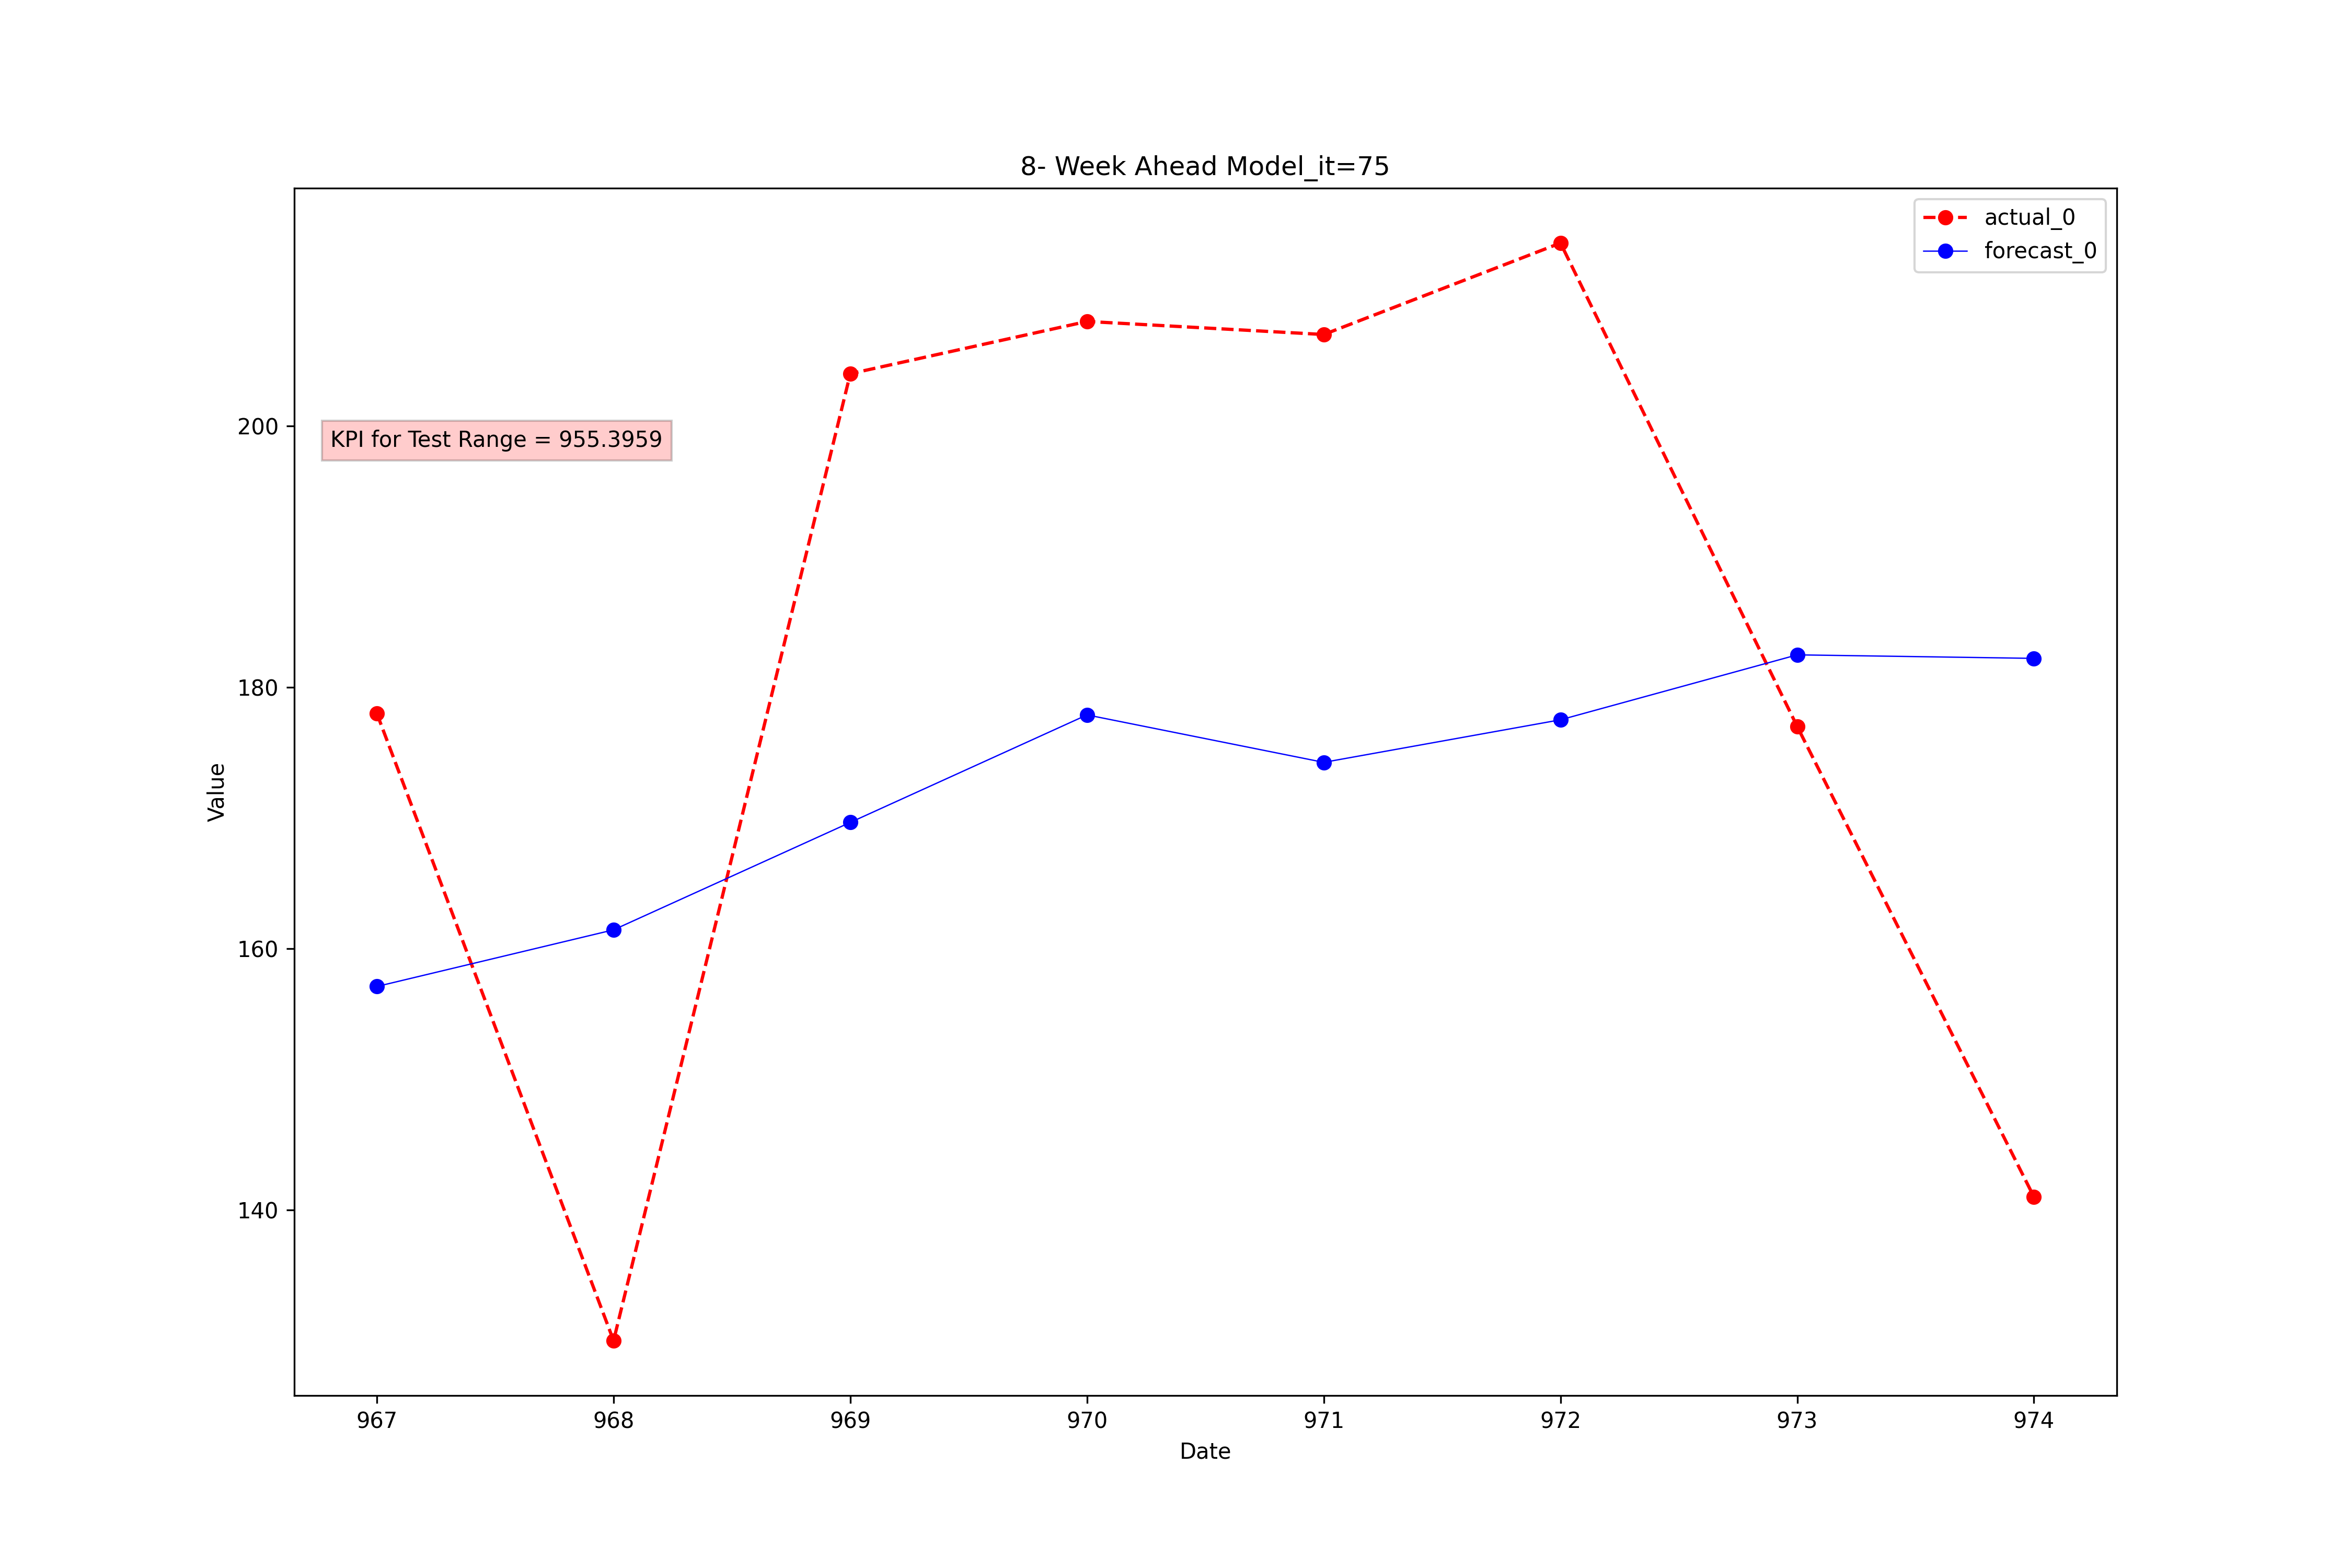 8- Week Ahead Model_it=75
actual_0
forecast_0
KPI for Test Range = 955.3959
200
180
160
140
Value
967 968 969 970 971 972 973 974
Date